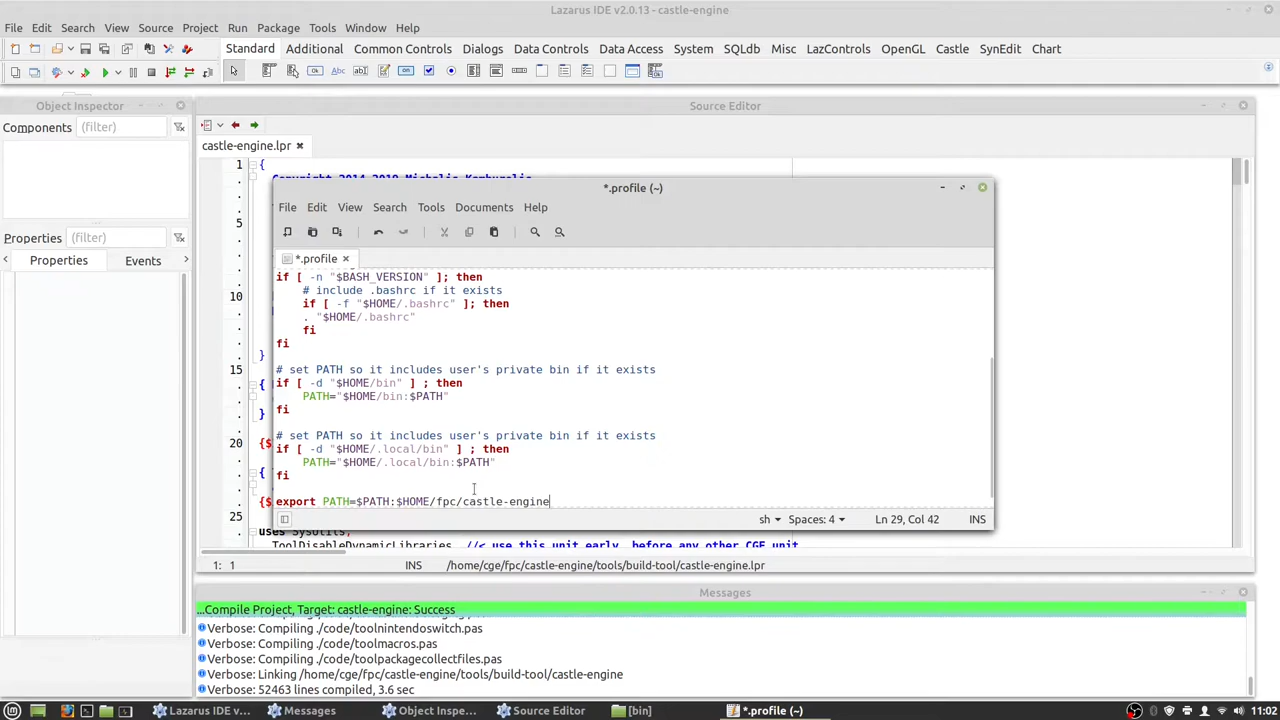 Lazarus IDE v2.0.13 - castle-engine
File Edit Search View Source Project Run Package Tools Window Help
Standard Additional Common Controls Dialogs Data Controls Data Access System SQLdb Misc LazControls OpenGL Castle SynEdit Chart
Object Inspector
Components (filter)
Properties (filter)
Properties Events
Source Editor
castle-engine.lpr
1 {
Copyright 2014-2019 Michalis Kamburelis
5
10
}
15
{
}
20 {$
{
{$
25
uses SysUtils,
ToolDisableDynamicLibraries, //< use this unit early, before any other CGE unit
*.profile (~)
File Edit View Search Tools Documents Help
*.profile
if [ -n "$BASH_VERSION" ]; then
# include .bashrc if it exists
if [ -f "$HOME/.bashrc" ]; then
. "$HOME/.bashrc"
fi
fi
# set PATH so it includes user's private bin if it exists
if [ -d "$HOME/bin" ] ; then
PATH="$HOME/bin:$PATH"
fi
# set PATH so it includes user's private bin if it exists
if [ -d "$HOME/.local/bin" ] ; then
PATH="$HOME/.local/bin:$PATH"
fi
export PATH=$PATH:$HOME/fpc/castle-engine
sh Spaces: 4 Ln 29, Col 42 INS
1: 1 INS /home/cge/fpc/castle-engine/tools/build-tool/castle-engine.lpr
Messages
...Compile Project, Target: castle-engine: Success
Verbose: Compiling ./code/toolnintendoswitch.pas
Verbose: Compiling ./code/toolmacros.pas
Verbose: Compiling ./code/toolpackagecollectfiles.pas
Verbose: Linking /home/cge/fpc/castle-engine/tools/build-tool/castle-engine
Verbose: 52463 lines compiled, 3.6 sec
Lazarus IDE v... Messages Object Inspe... Source Editor [bin] *.profile (~) 11:02